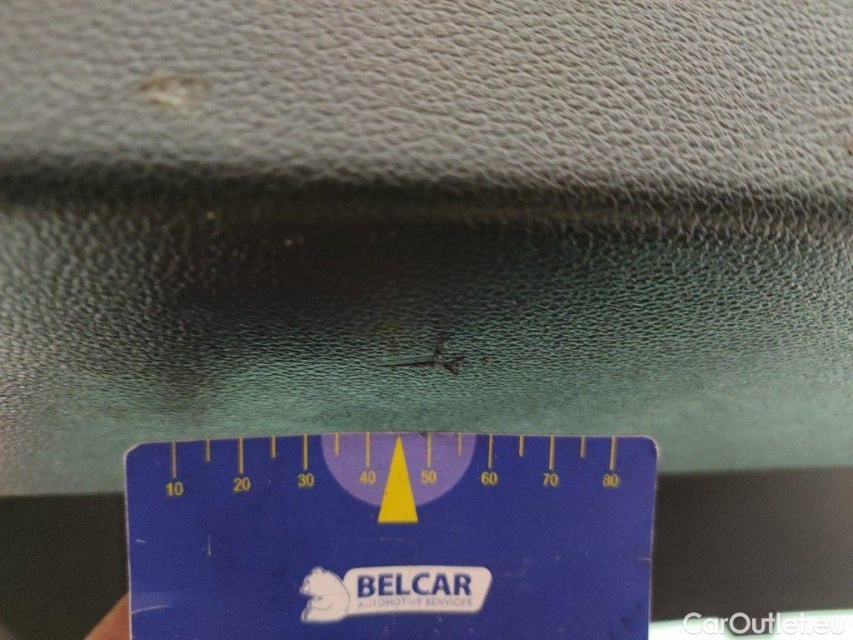 10 20 30 40 50 60 70 80
BELCAR
AUTOMOTIVE SERVICES
CarOutlet.eu